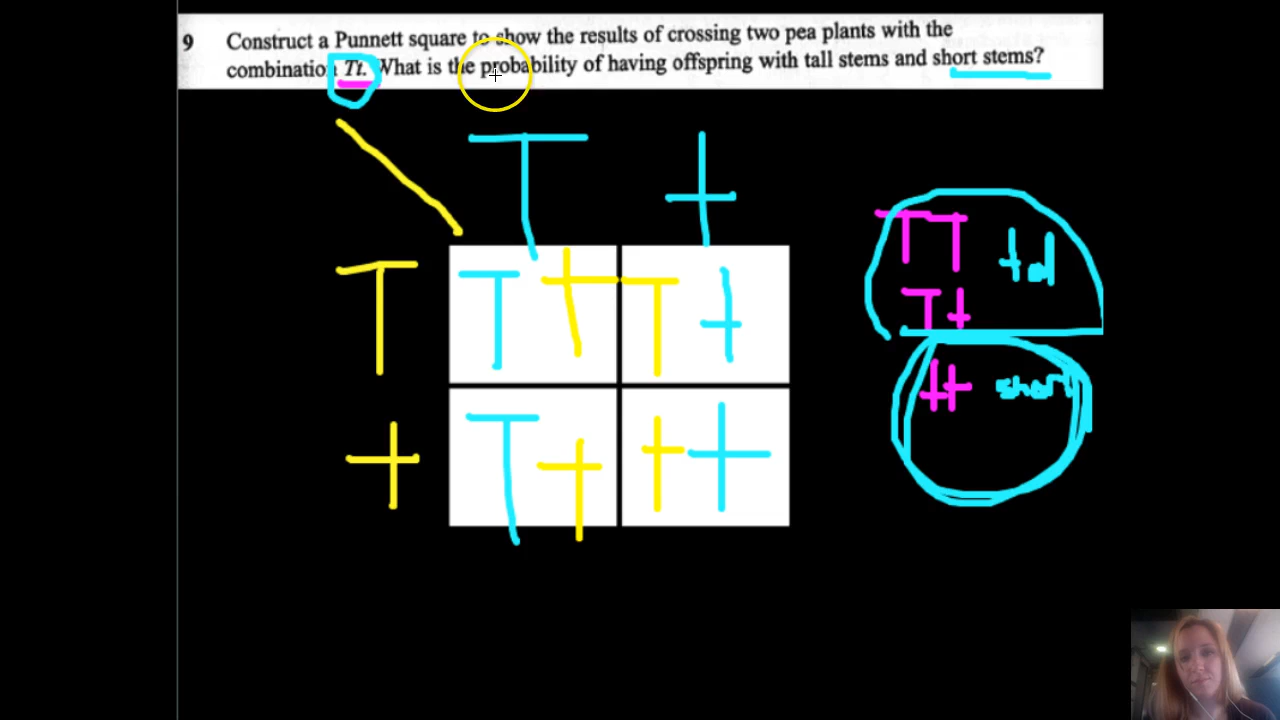 9 Construct a Punnett square to show the results of crossing two pea plants with the
combination Tt. What is the probability of having offspring with tall stems and short stems?
T t
T T t T t
t T t t t
TT tal
Tt
tt short